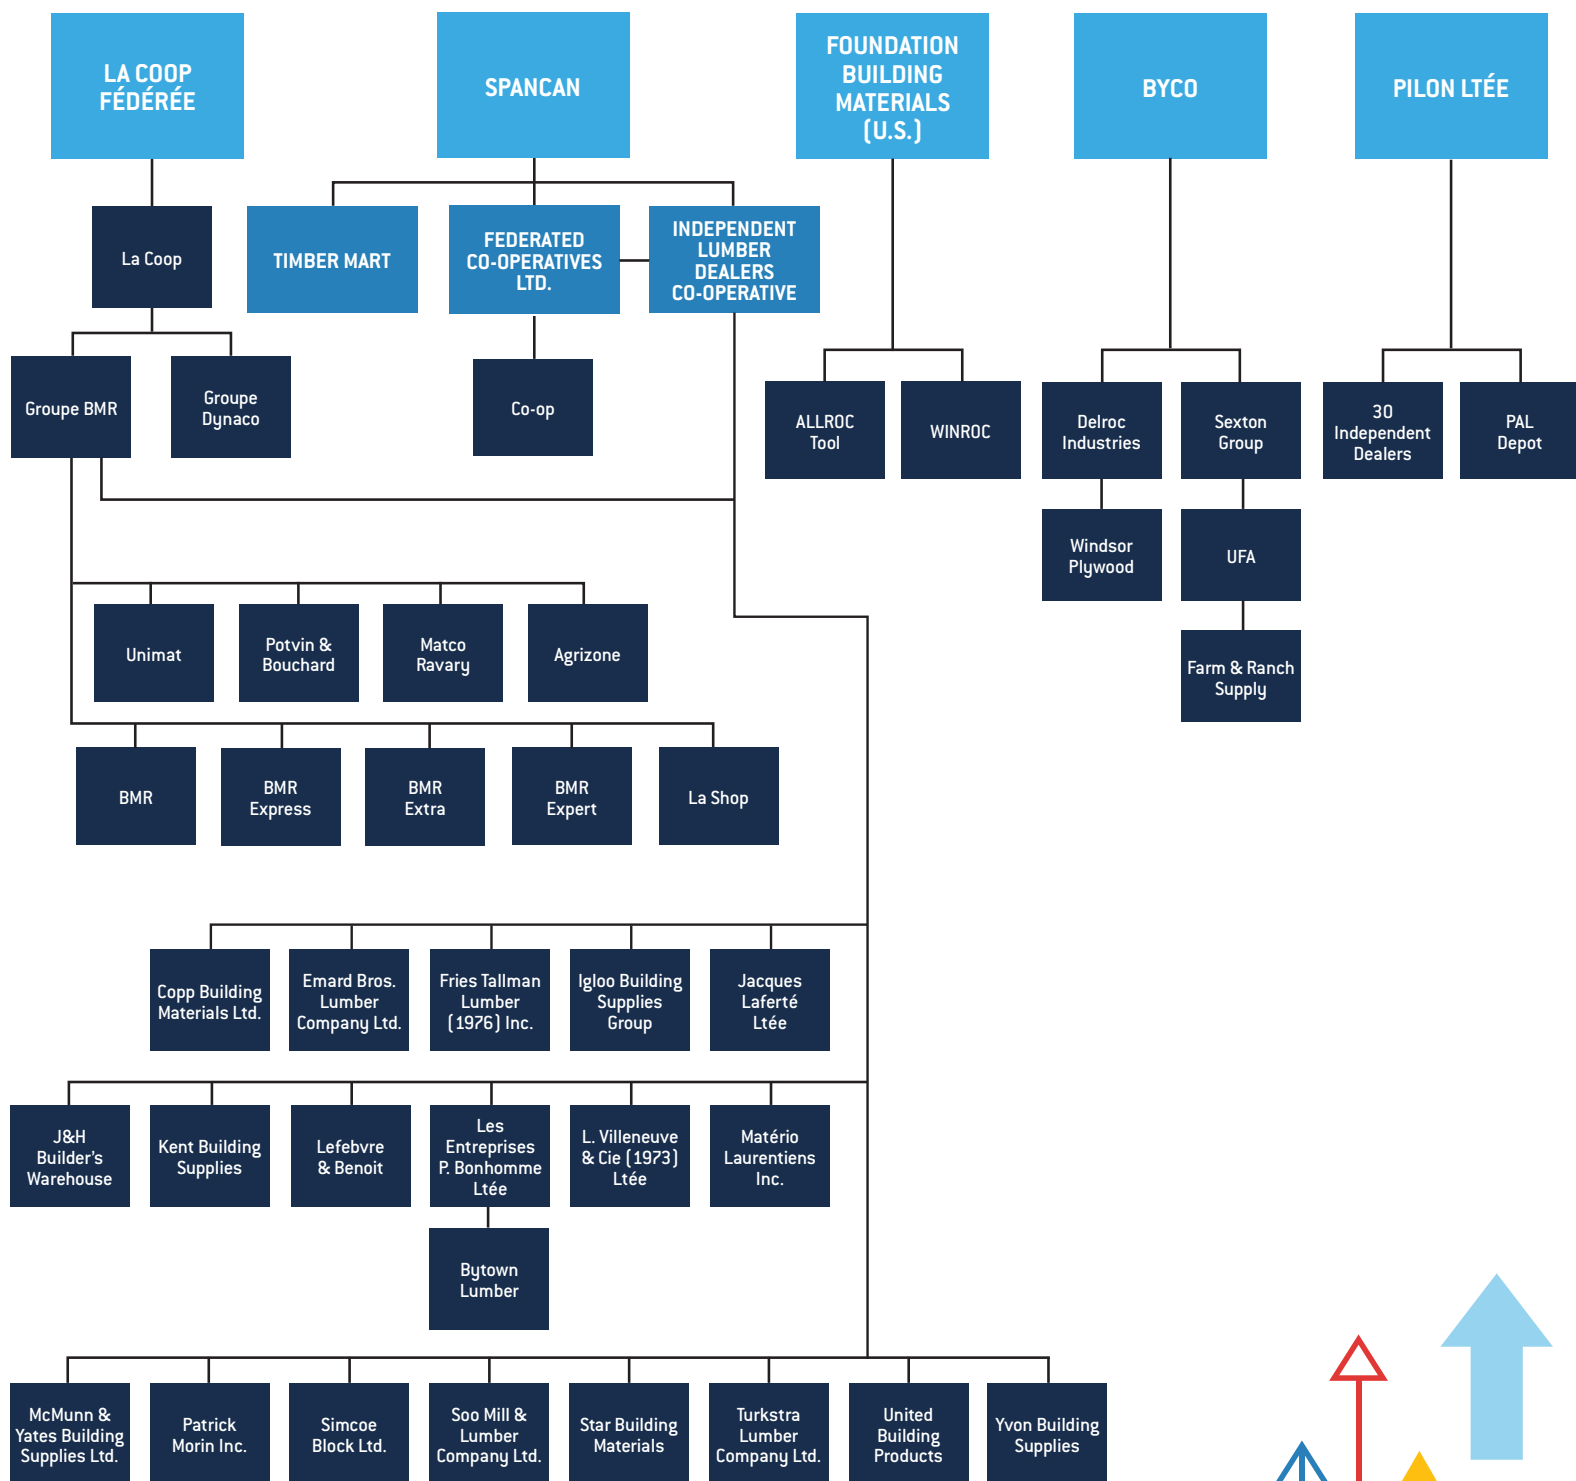 LA COOP
FÉDÉRÉE
SPANCAN
FOUNDATION
BUILDING
MATERIALS
(U.S.)
BYCO
PILON LTÉE
La Coop
TIMBER MART
FEDERATED
CO-OPERATIVES
LTD.
INDEPENDENT
LUMBER
DEALERS
CO-OPERATIVE
Groupe BMR
Groupe
Dynaco
Co-op
ALLROC
Tool
WINROC
Delroc
Industries
Sexton
Group
30
Independent
Dealers
PAL
Depot
Windsor
Plywood
UFA
Farm & Ranch
Supply
Unimat
Potvin &
Bouchard
Matco
Ravary
Agrizone
BMR
BMR
Express
BMR
Extra
BMR
Expert
La Shop
Copp Building
Materials Ltd.
Emard Bros.
Lumber
Company Ltd.
Fries Tallman
Lumber
(1976) Inc.
Igloo Building
Supplies
Group
Jacques
Laferté
Ltée
J&H
Builder's
Warehouse
Kent Building
Supplies
Lefebvre
& Benoit
Les
Entreprises
P. Bonhomme
Ltée
L. Villeneuve
& Cie (1973)
Ltée
Matério
Laurentiens
Inc.
Bytown
Lumber
McMunn &
Yates Building
Supplies Ltd.
Patrick
Morin Inc.
Simcoe
Block Ltd.
Soo Mill &
Lumber
Company Ltd.
Star Building
Materials
Turkstra
Lumber
Company Ltd.
United
Building
Products
Yvon Building
Supplies